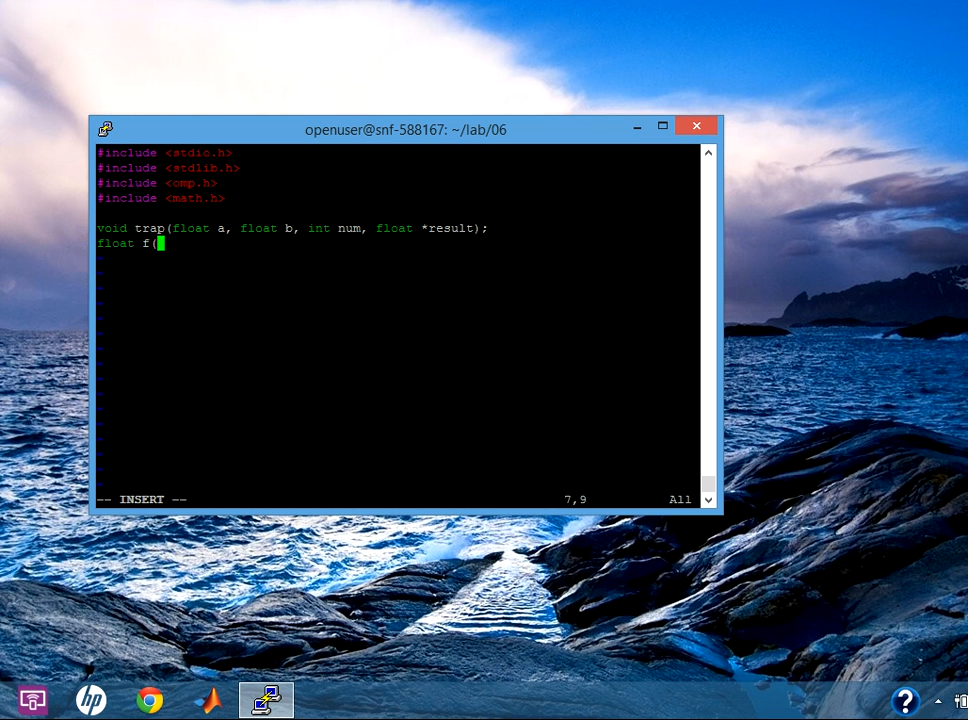 openuser@snf-588167: ~/lab/06
#include <stdio.h>
#include <stdlib.h>
#include <omp.h>
#include <math.h>
void trap(float a, float b, int num, float *result);
float f(
-- INSERT -- 7,9 All
hp
?